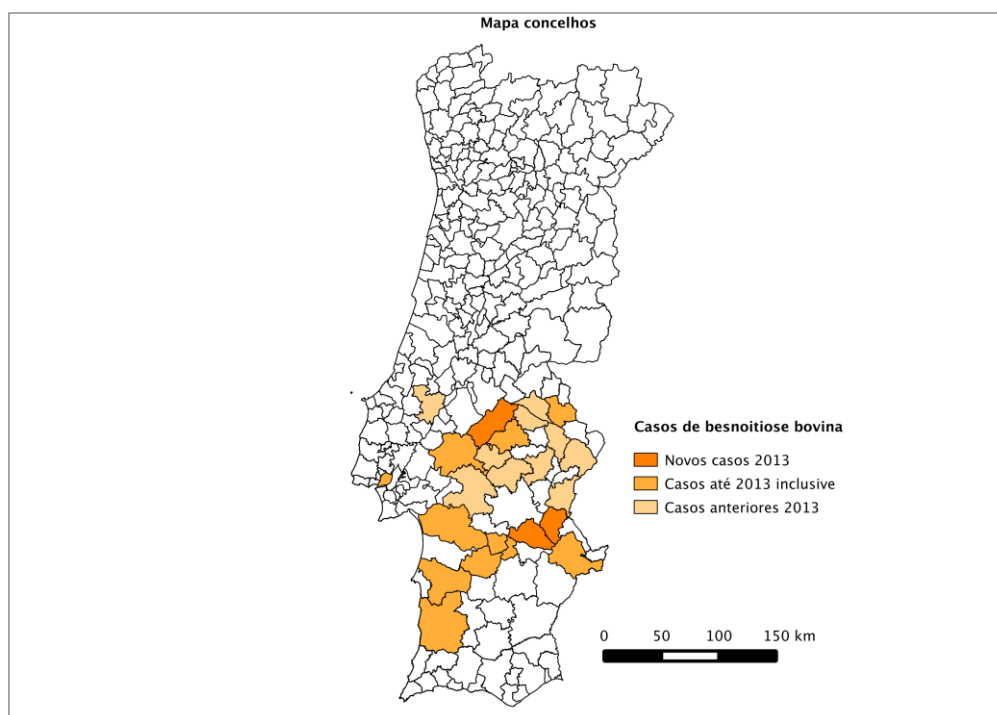 Mapa concelhos
Casos de besnoitiose bovina
Novos casos 2013
Casos até 2013 inclusive
Casos anteriores 2013
0 50 100 150 km